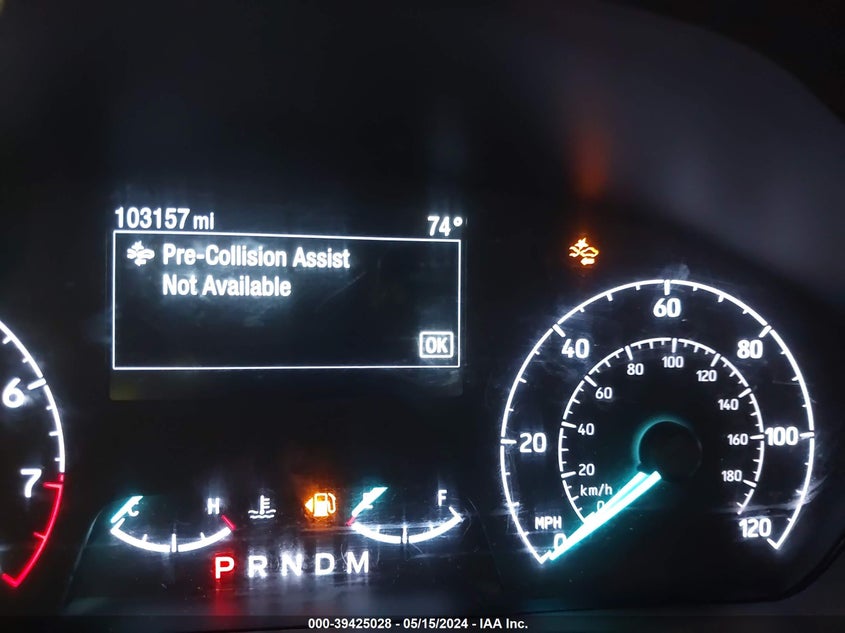 103157 mi 74°
Pre-Collision Assist
Not Available
OK
6
7
C H
E F
P R N D M
20
40
60
80
100
120
MPH
0
20
40
60
80
100
120
140
160
180
km/h
0
000-39425028 - 05/15/2024 - IAA Inc.